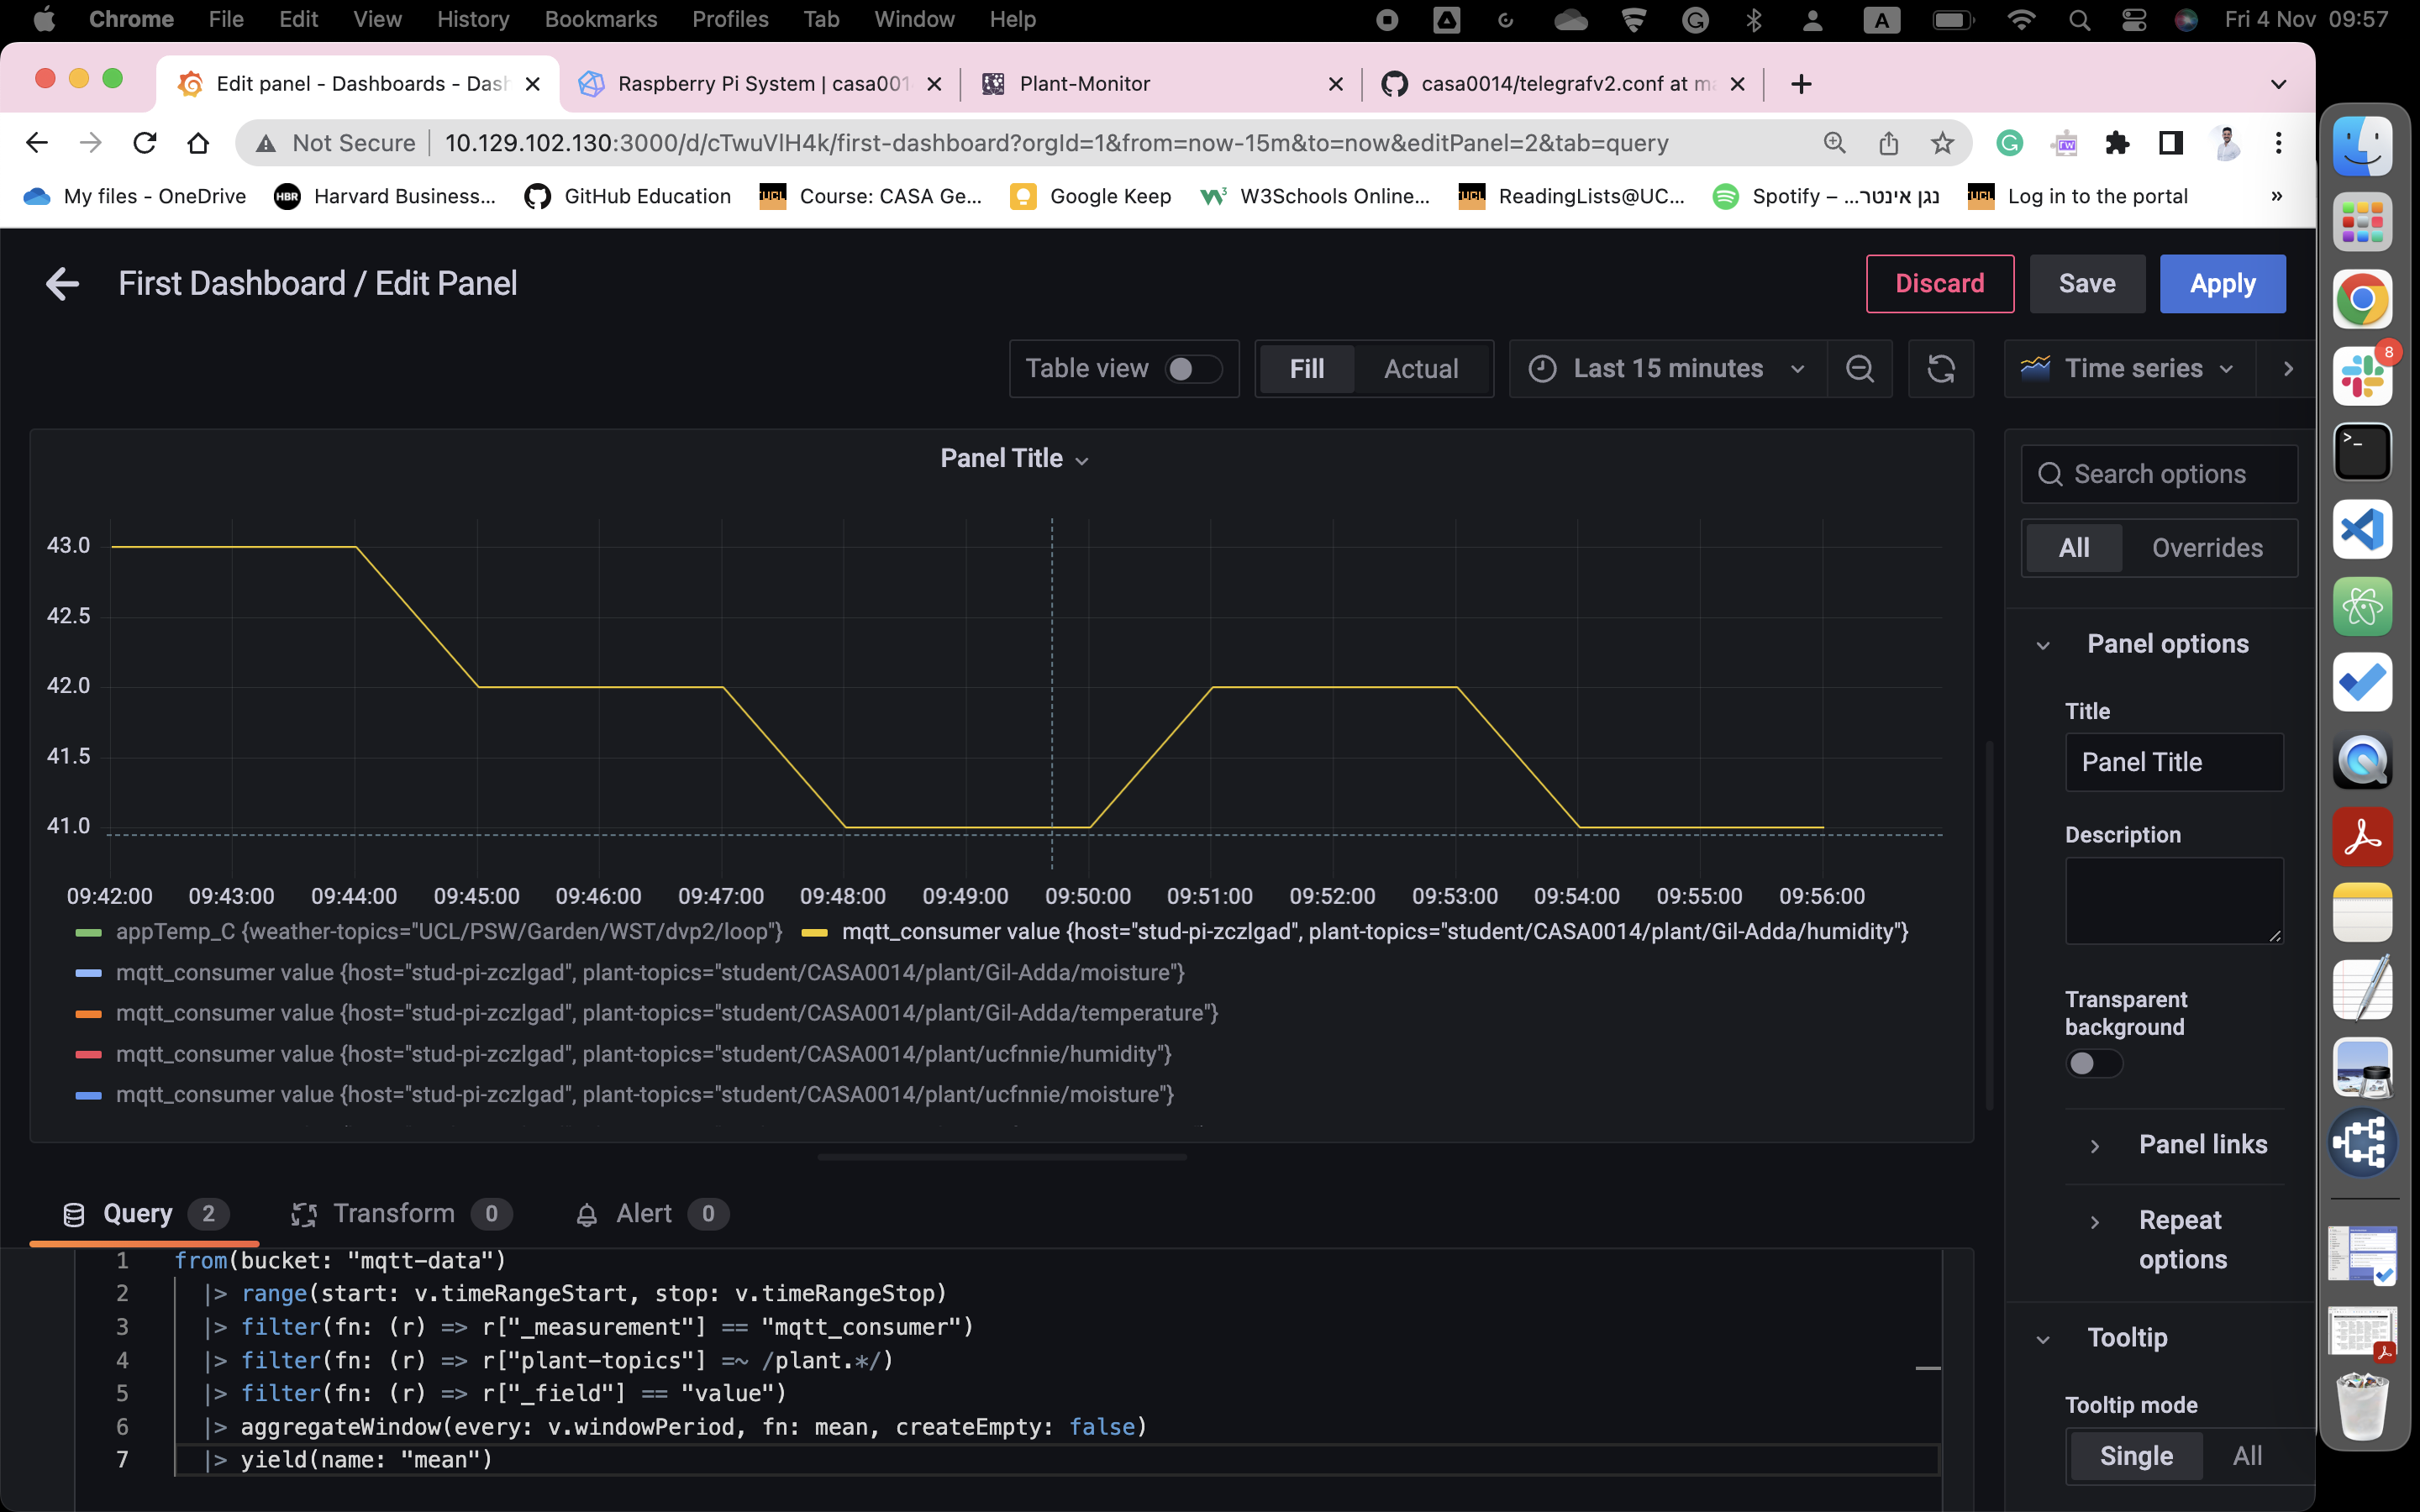 Chrome File Edit View History Bookmarks Profiles Tab Window Help A Fri 4 Nov 09:57
Edit panel - Dashboards - Dash Raspberry Pi System | casa001 Plant-Monitor casa0014/telegrafv2.conf at ma
Not Secure 10.129.102.130:3000/d/cTwuVlH4k/first-dashboard?orgId=1&from=now-15m&to=now&editPanel=2&tab=query
My files - OneDrive HBR Harvard Business... GitHub Education UCL Course: CASA Ge... Google Keep W3Schools Online... UCL ReadingLists@UC... Spotify – ...נגן אינטר UCL Log in to the portal »
First Dashboard / Edit Panel Discard Save Apply
Table view Fill Actual Last 15 minutes Time series
8
Panel Title
Search options
All Overrides
43.0
42.5
42.0
41.5
41.0
09:42:00 09:43:00 09:44:00 09:45:00 09:46:00 09:47:00 09:48:00 09:49:00 09:50:00 09:51:00 09:52:00 09:53:00 09:54:00 09:55:00 09:56:00
appTemp_C {weather-topics="UCL/PSW/Garden/WST/dvp2/loop"} mqtt_consumer value {host="stud-pi-zczlgad", plant-topics="student/CASA0014/plant/Gil-Adda/humidity"}
mqtt_consumer value {host="stud-pi-zczlgad", plant-topics="student/CASA0014/plant/Gil-Adda/moisture"}
mqtt_consumer value {host="stud-pi-zczlgad", plant-topics="student/CASA0014/plant/Gil-Adda/temperature"}
mqtt_consumer value {host="stud-pi-zczlgad", plant-topics="student/CASA0014/plant/ucfnnie/humidity"}
mqtt_consumer value {host="stud-pi-zczlgad", plant-topics="student/CASA0014/plant/ucfnnie/moisture"}
Panel options
Title
Panel Title
Description
Transparent
background
Panel links
Repeat
options
Tooltip
Tooltip mode
Single All
Query 2 Transform 0 Alert 0
1 from(bucket: "mqtt-data")
2 |> range(start: v.timeRangeStart, stop: v.timeRangeStop)
3 |> filter(fn: (r) => r["_measurement"] == "mqtt_consumer")
4 |> filter(fn: (r) => r["plant-topics"] =~ /plant.*/)
5 |> filter(fn: (r) => r["_field"] == "value")
6 |> aggregateWindow(every: v.windowPeriod, fn: mean, createEmpty: false)
7 |> yield(name: "mean")